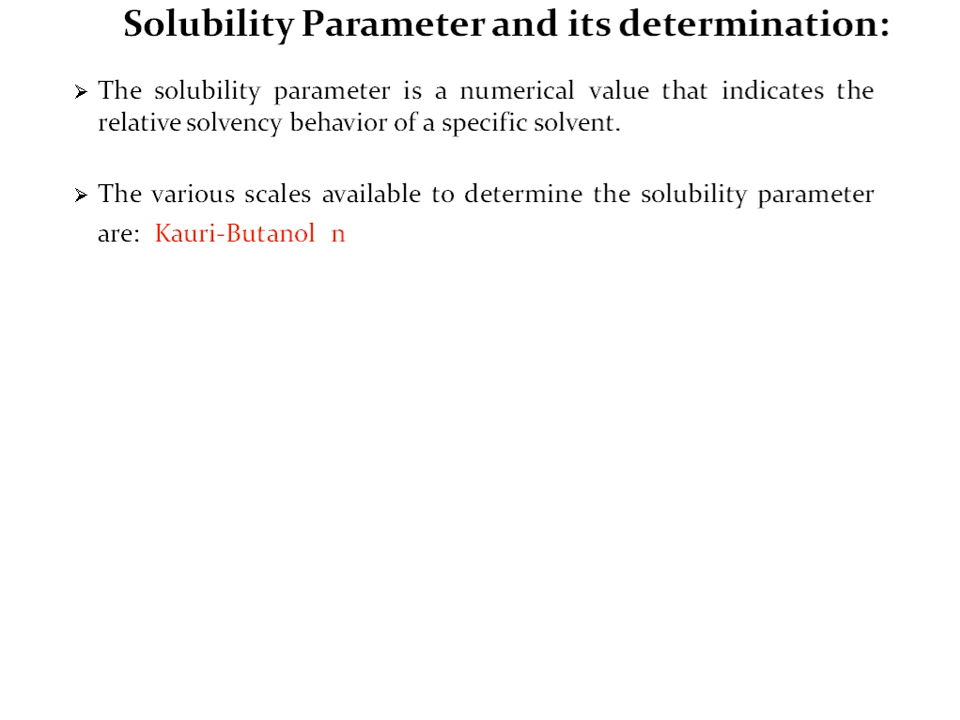 Solubility Parameter and its determination:
➢ The solubility parameter is a numerical value that indicates the
relative solvency behavior of a specific solvent.
➢ The various scales available to determine the solubility parameter
are: Kauri-Butanol n